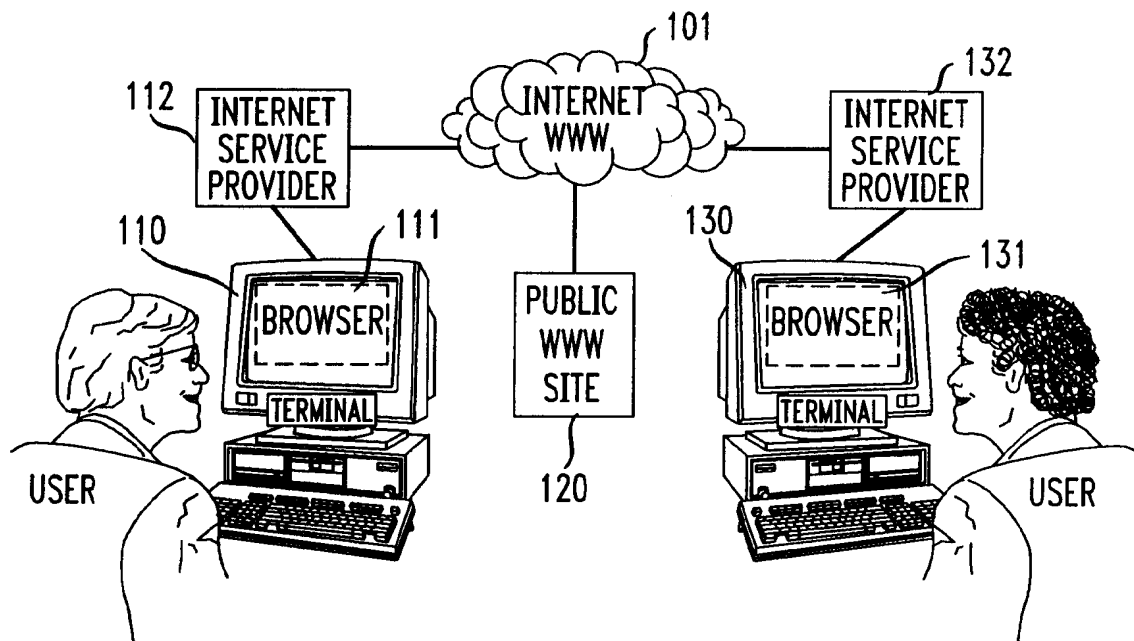 101
132
112
INTERNET
SERVICE
PROVIDER
INTERNET
WWW
INTERNET
SERVICE
PROVIDER
110
111
130
131
BROWSER
PUBLIC
WWW
SITE
BROWSER
TERMINAL
TERMINAL
USER
120
USER